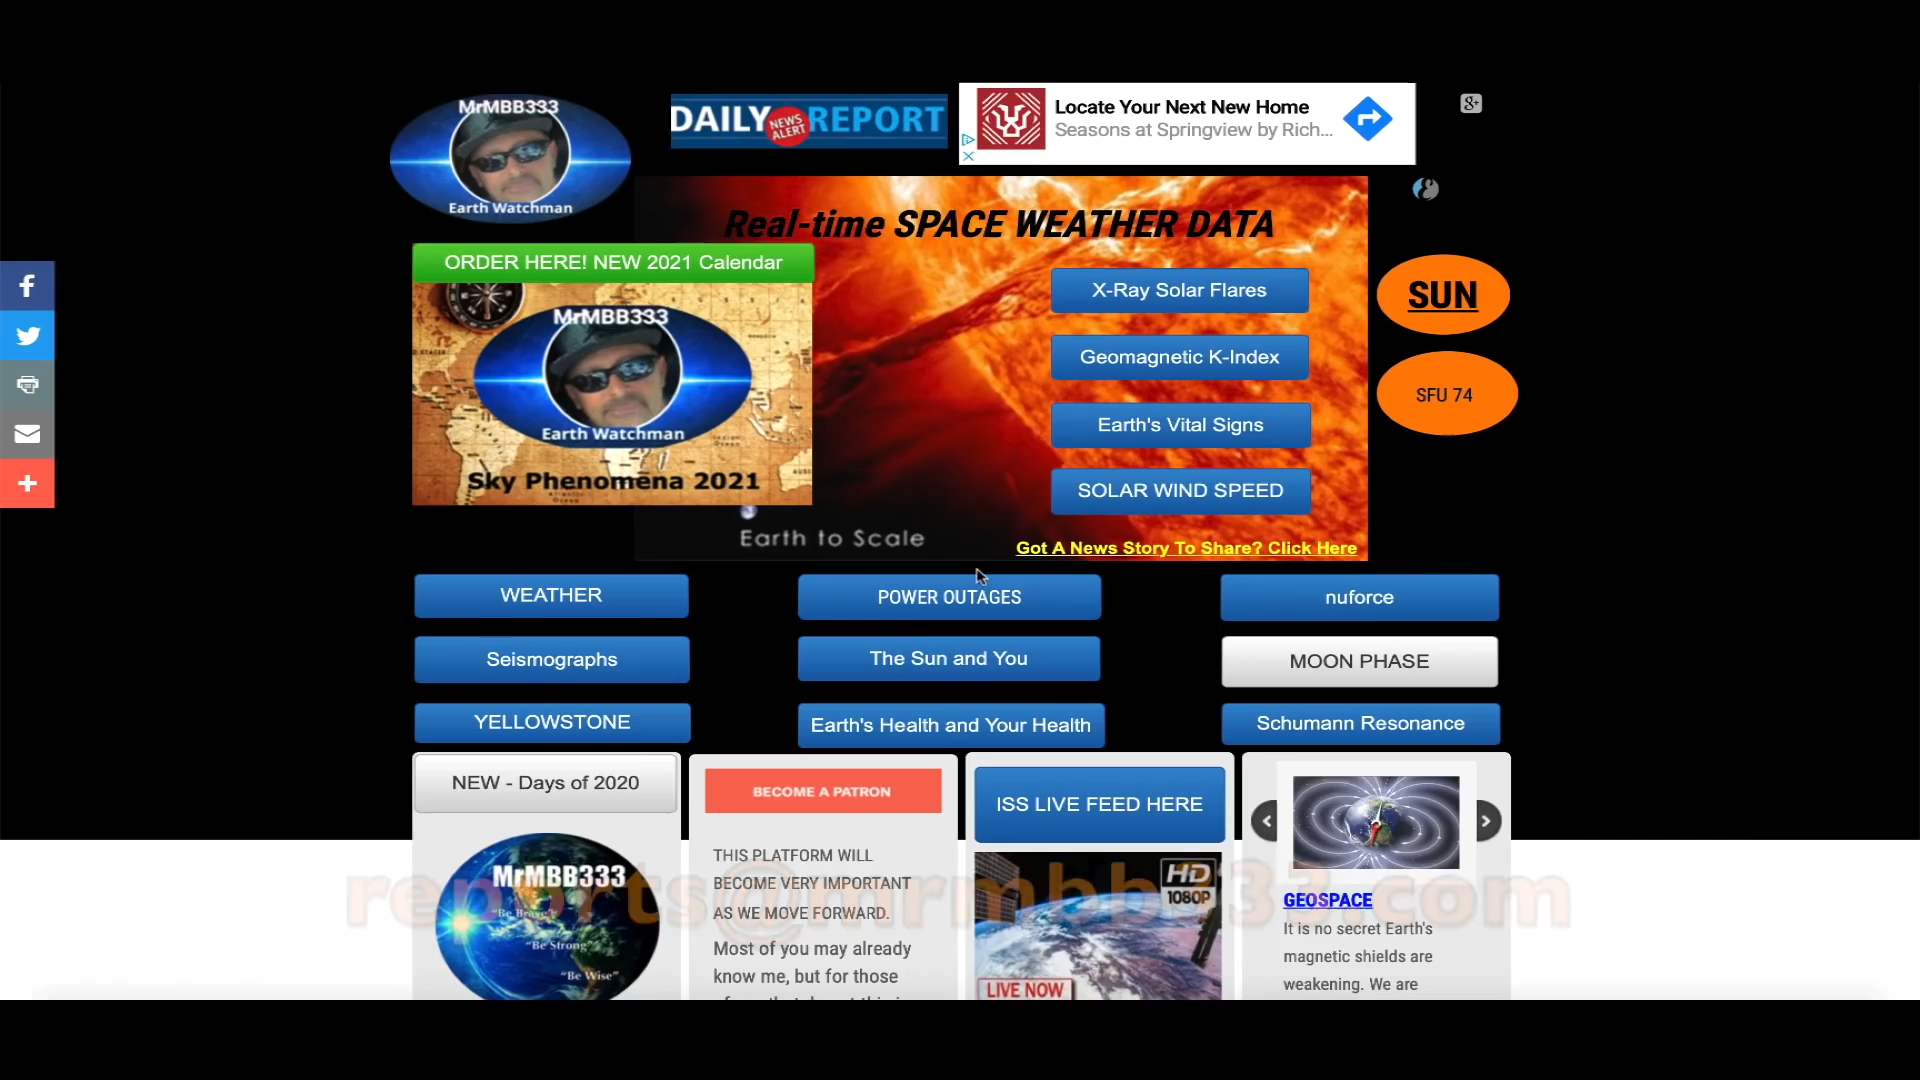 MrMBB333
Earth Watchman
DAILY NEWS ALERT REPORT
Locate Your Next New Home
Seasons at Springview by Rich...
g+
Real-time SPACE WEATHER DATA
ORDER HERE! NEW 2021 Calendar
MrMBB333
Earth Watchman
Sky Phenomena 2021
X-Ray Solar Flares
Geomagnetic K-Index
Earth's Vital Signs
SOLAR WIND SPEED
SUN
SFU 74
Earth to Scale
Got A News Story To Share? Click Here
WEATHER
POWER OUTAGES
nuforce
Seismographs
The Sun and You
MOON PHASE
YELLOWSTONE
Earth's Health and Your Health
Schumann Resonance
NEW - Days of 2020
MrMBB333
"Be Brave"
"Be Strong"
"Be Wise"
BECOME A PATRON
THIS PLATFORM WILL
BECOME VERY IMPORTANT
AS WE MOVE FORWARD.
Most of you may already
know me, but for those
ISS LIVE FEED HERE
HD
1080P
LIVE NOW
GEOSPACE
It is no secret Earth's
magnetic shields are
weakening. We are
reports@mrmbb333.com